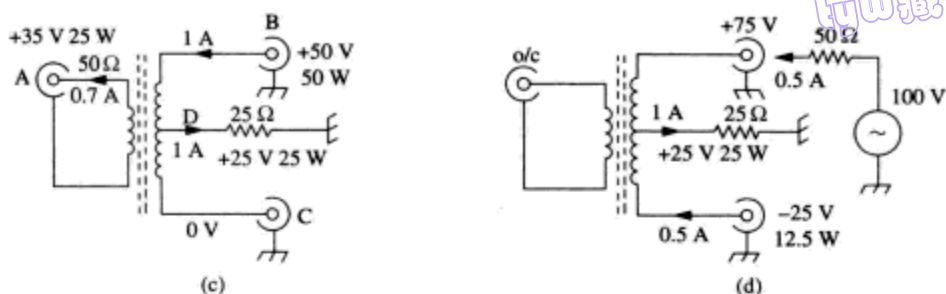 +35 V 25 W
A
50 Ω
0.7 A
1 A
B
+50 V
50 W
D
1 A
25 Ω
+25 V 25 W
C
0 V
(c)
o/c
+75 V
50 Ω
0.5 A
100 V
1 A
25 Ω
+25 V 25 W
0.5 A
−25 V
12.5 W
(d)